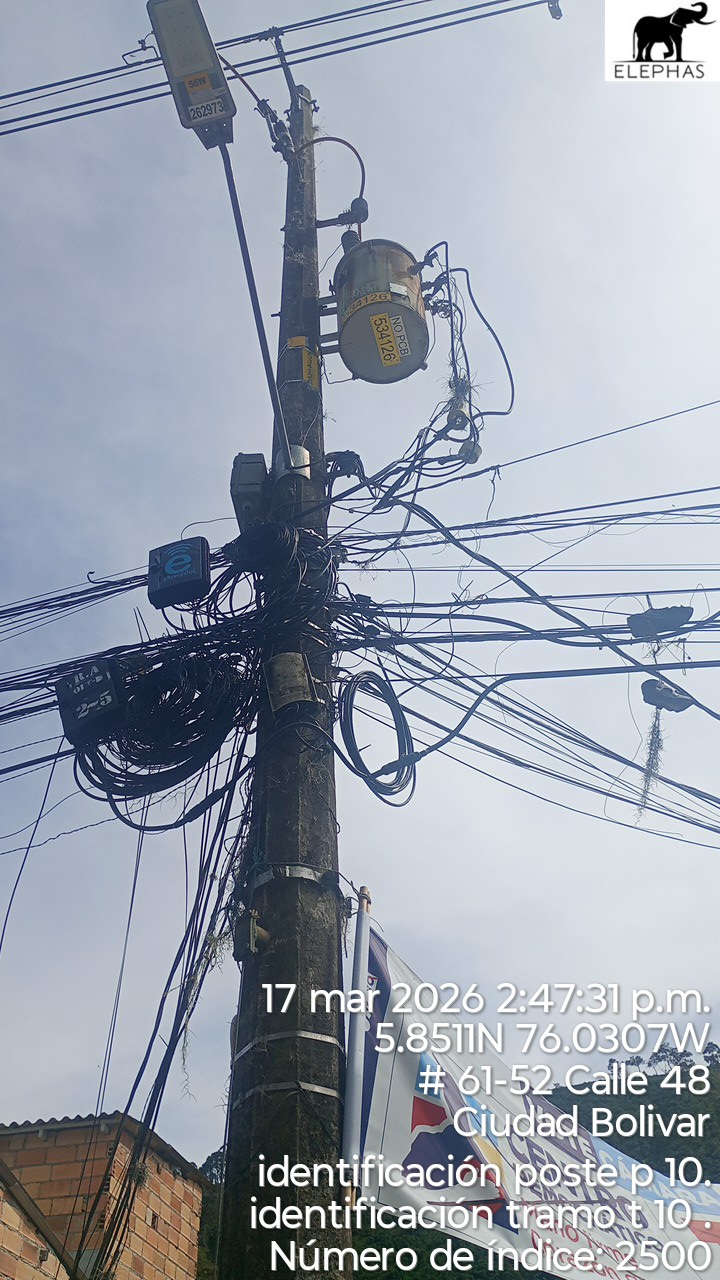 ELEPHAS
56W
262973
534126
NO PCB
534126
e
2~5
17 mar 2026 2:47:31 p.m.
5.8511N 76.0307W
# 61-52 Calle 48
Ciudad Bolivar
identificación poste p 10.
identificación tramo t 10 .
Número de índice: 2500